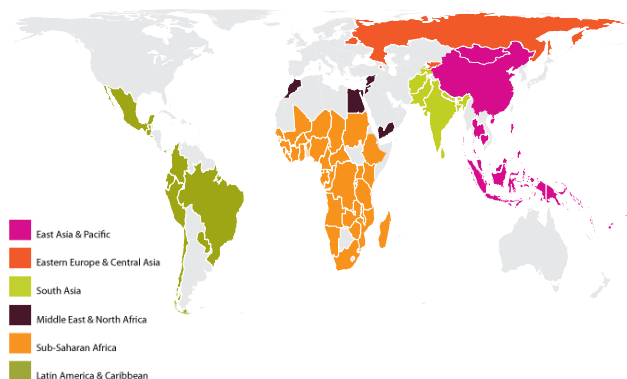 East Asia & Pacific
Eastern Europe & Central Asia
South Asia
Middle East & North Africa
Sub-Saharan Africa
Latin America & Caribbean